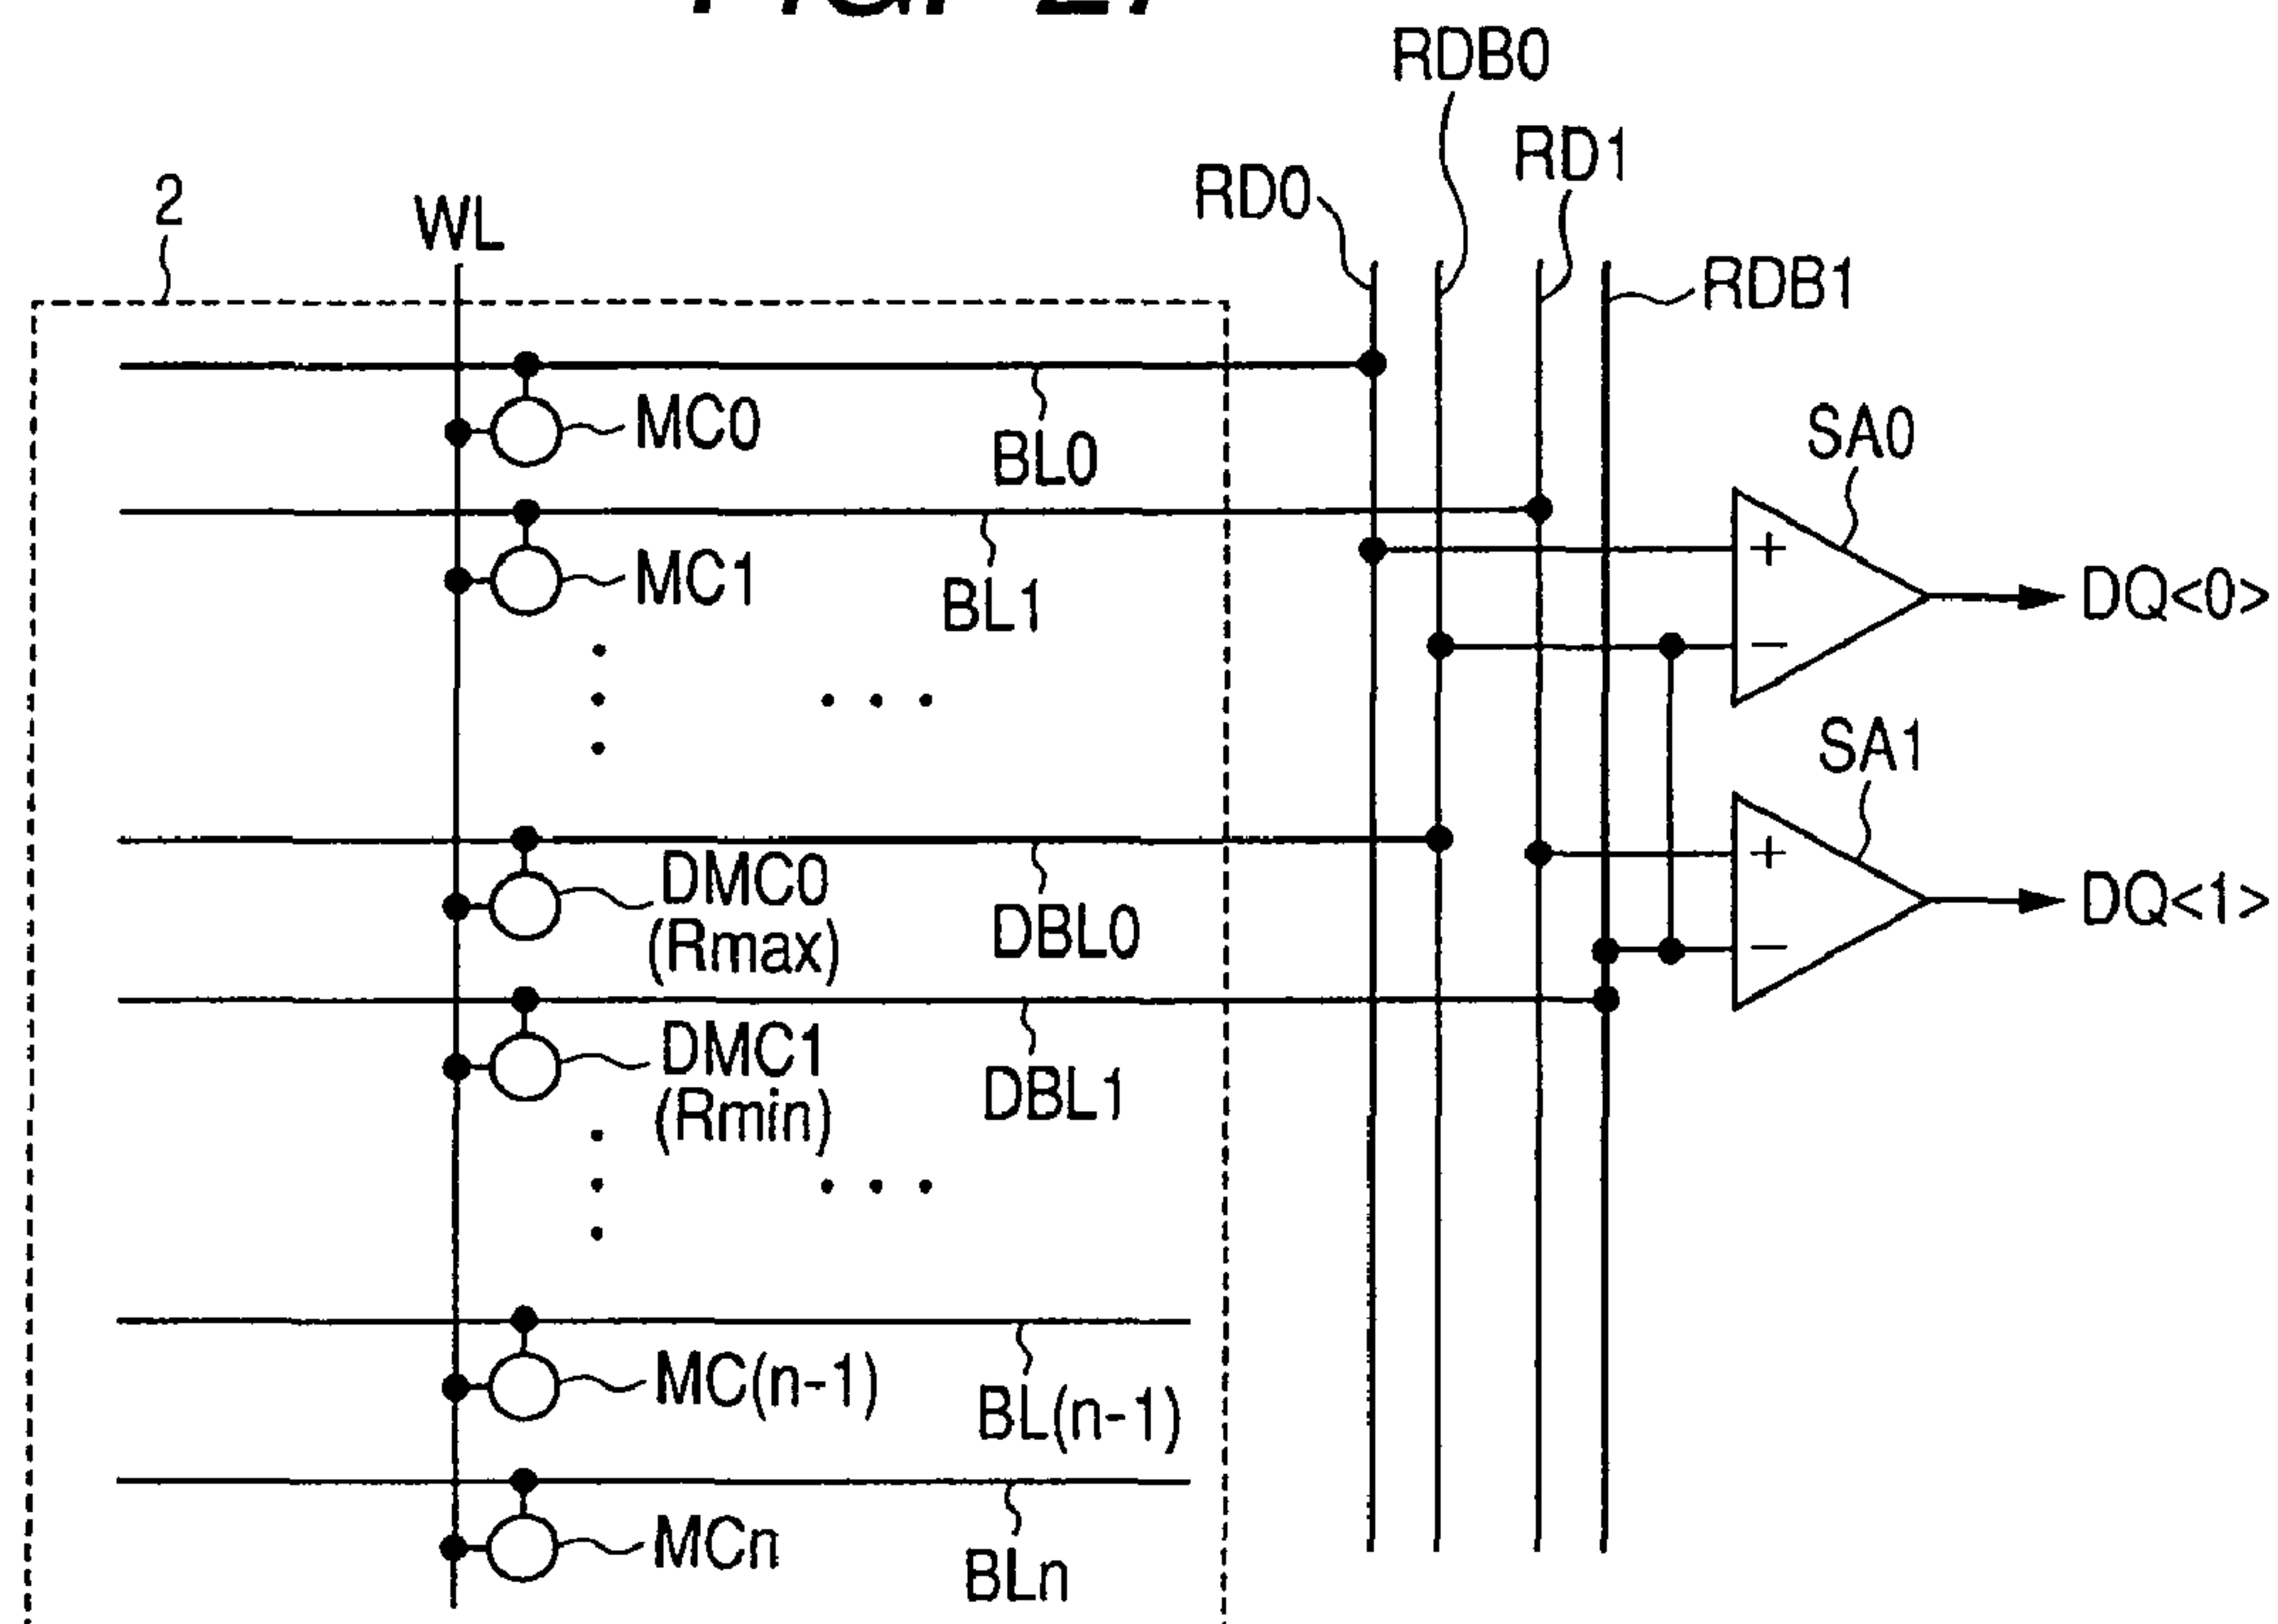 RDB0
RD1
RD0
2
WL
RDB1
MC0
BL0
SA0
+
MC1
BL1
DQ<0>
−
SA1
DMC0
(Rmax)
DBL0
+
DQ<1>
−
DMC1
(Rmin)
DBL1
MC(n-1)
BL(n-1)
MCn
BLn